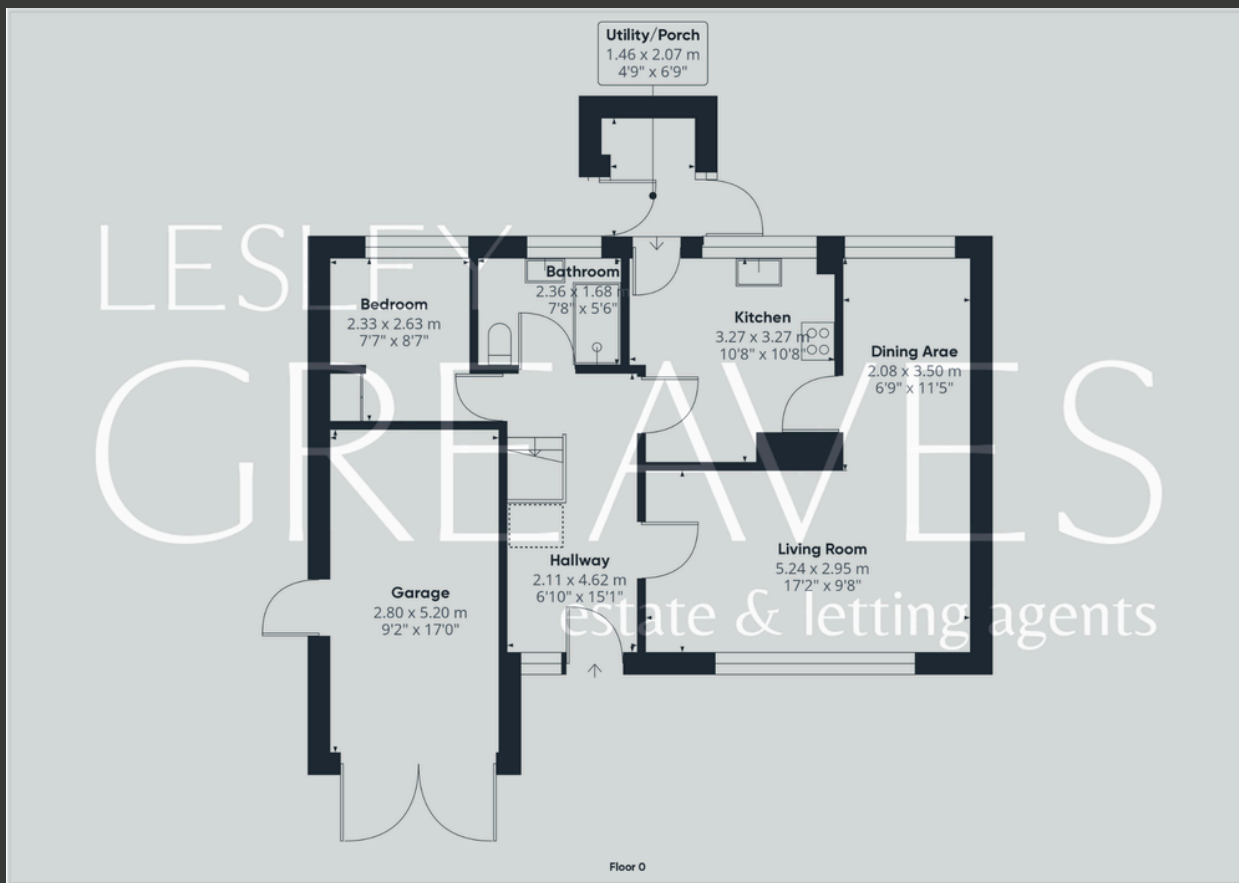 Utility/Porch
1.46 x 2.07 m
4'9" x 6'9"
LESLEY
GREAVES
estate & letting agents
Bedroom
2.33 x 2.63 m
7'7" x 8'7"
Bathroom
2.36 x 1.68 m
7'8" x 5'6"
Kitchen
3.27 x 3.27 m
10'8" x 10'8"
Dining Arae
2.08 x 3.50 m
6'9" x 11'5"
Living Room
5.24 x 2.95 m
17'2" x 9'8"
Hallway
2.11 x 4.62 m
6'10" x 15'1"
Garage
2.80 x 5.20 m
9'2" x 17'0"
Floor 0